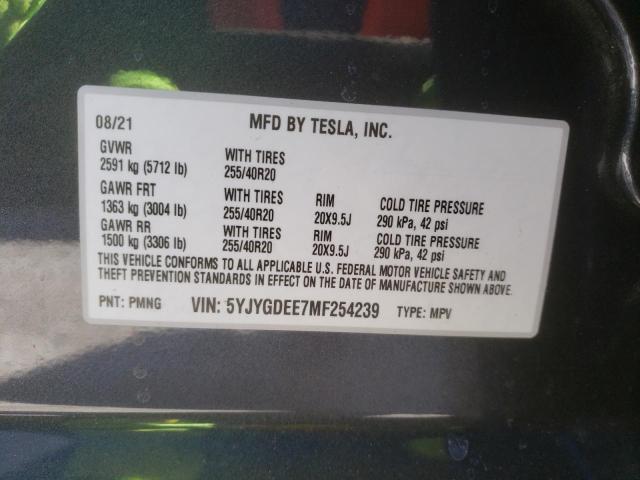 08/21 MFD BY TESLA, INC.
GVWR
2591 kg (5712 lb) WITH TIRES 255/40R20
GAWR FRT
1363 kg (3004 lb) WITH TIRES 255/40R20 RIM 20X9.5J COLD TIRE PRESSURE 290 kPa, 42 psi
GAWR RR
1500 kg (3306 lb) WITH TIRES 255/40R20 RIM 20X9.5J COLD TIRE PRESSURE 290 kPa, 42 psi
THIS VEHICLE CONFORMS TO ALL APPLICABLE U.S. FEDERAL MOTOR VEHICLE SAFETY AND
THEFT PREVENTION STANDARDS IN EFFECT ON THE DATE OF MANUFACTURE SHOWN ABOVE.
PNT: PMNG VIN: 5YJYGDEE7MF254239 TYPE: MPV